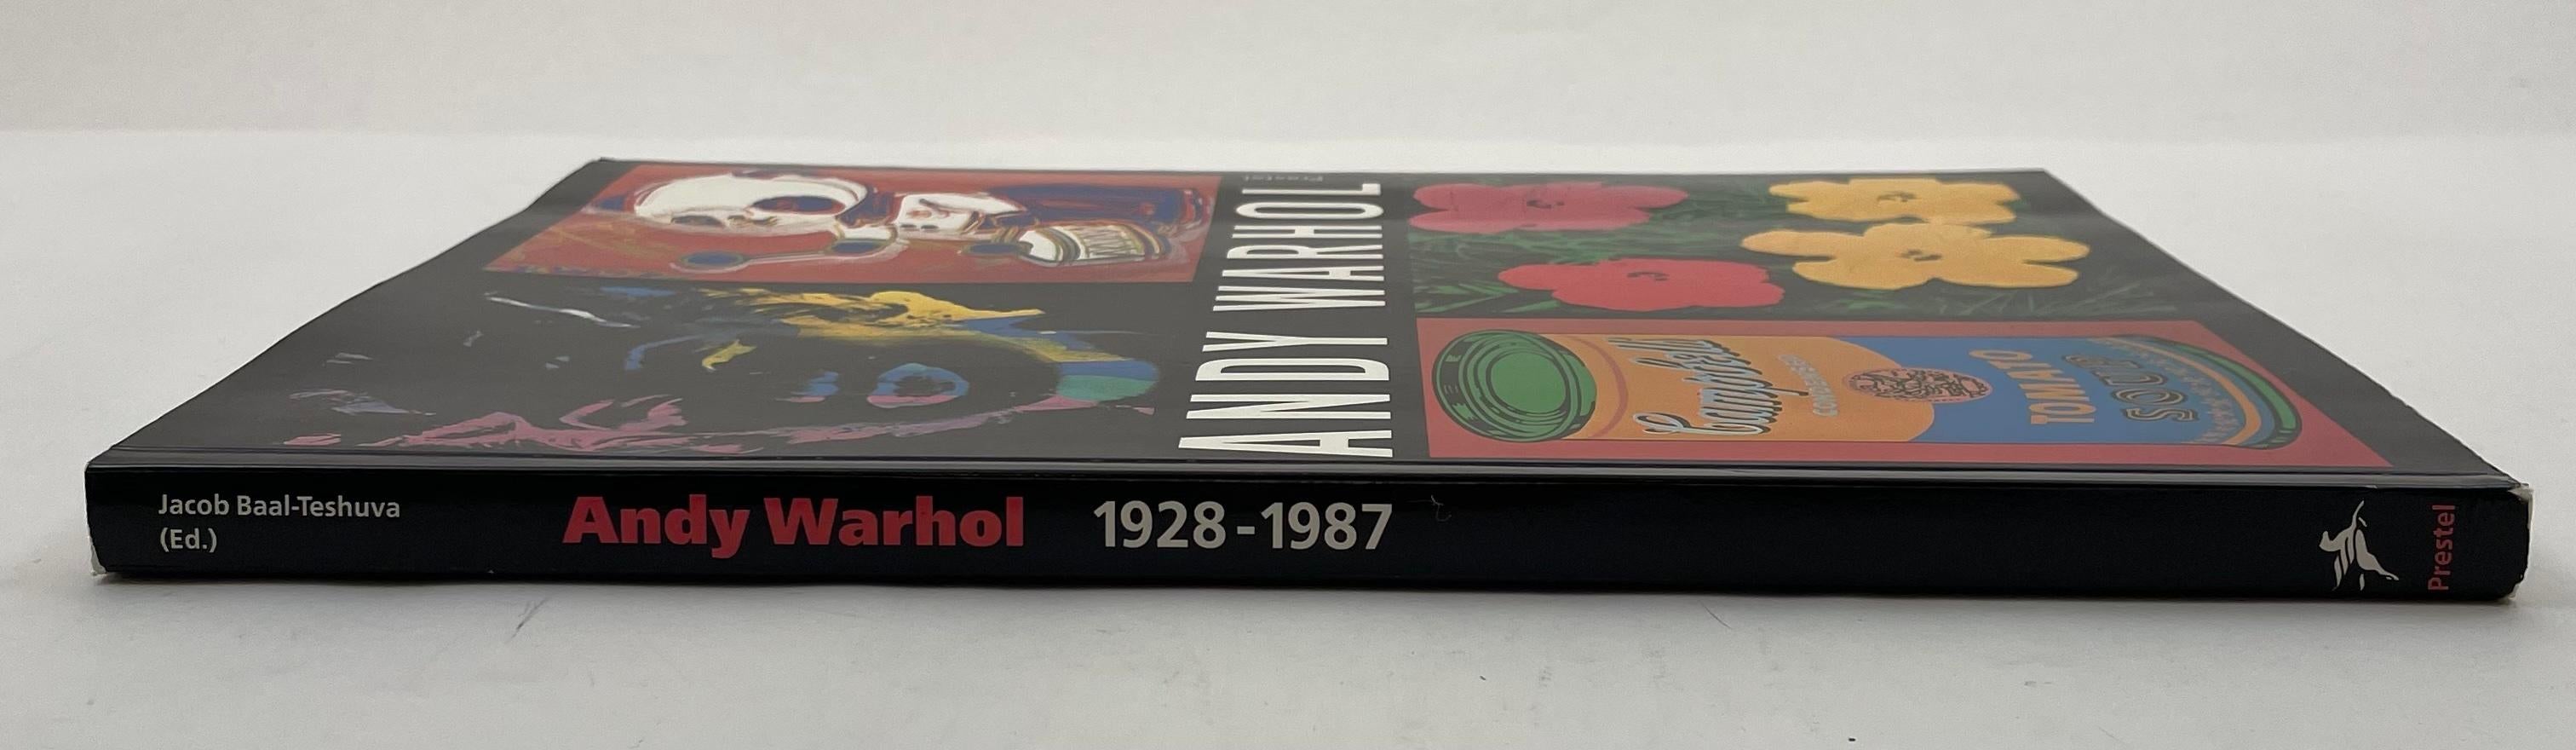 Prestel
ANDY WARHOL
Campbell's
CONDENSED
TOMATO
SOUP
Jacob Baal-Teshuva
(Ed.)
Andy Warhol 1928-1987
Prestel